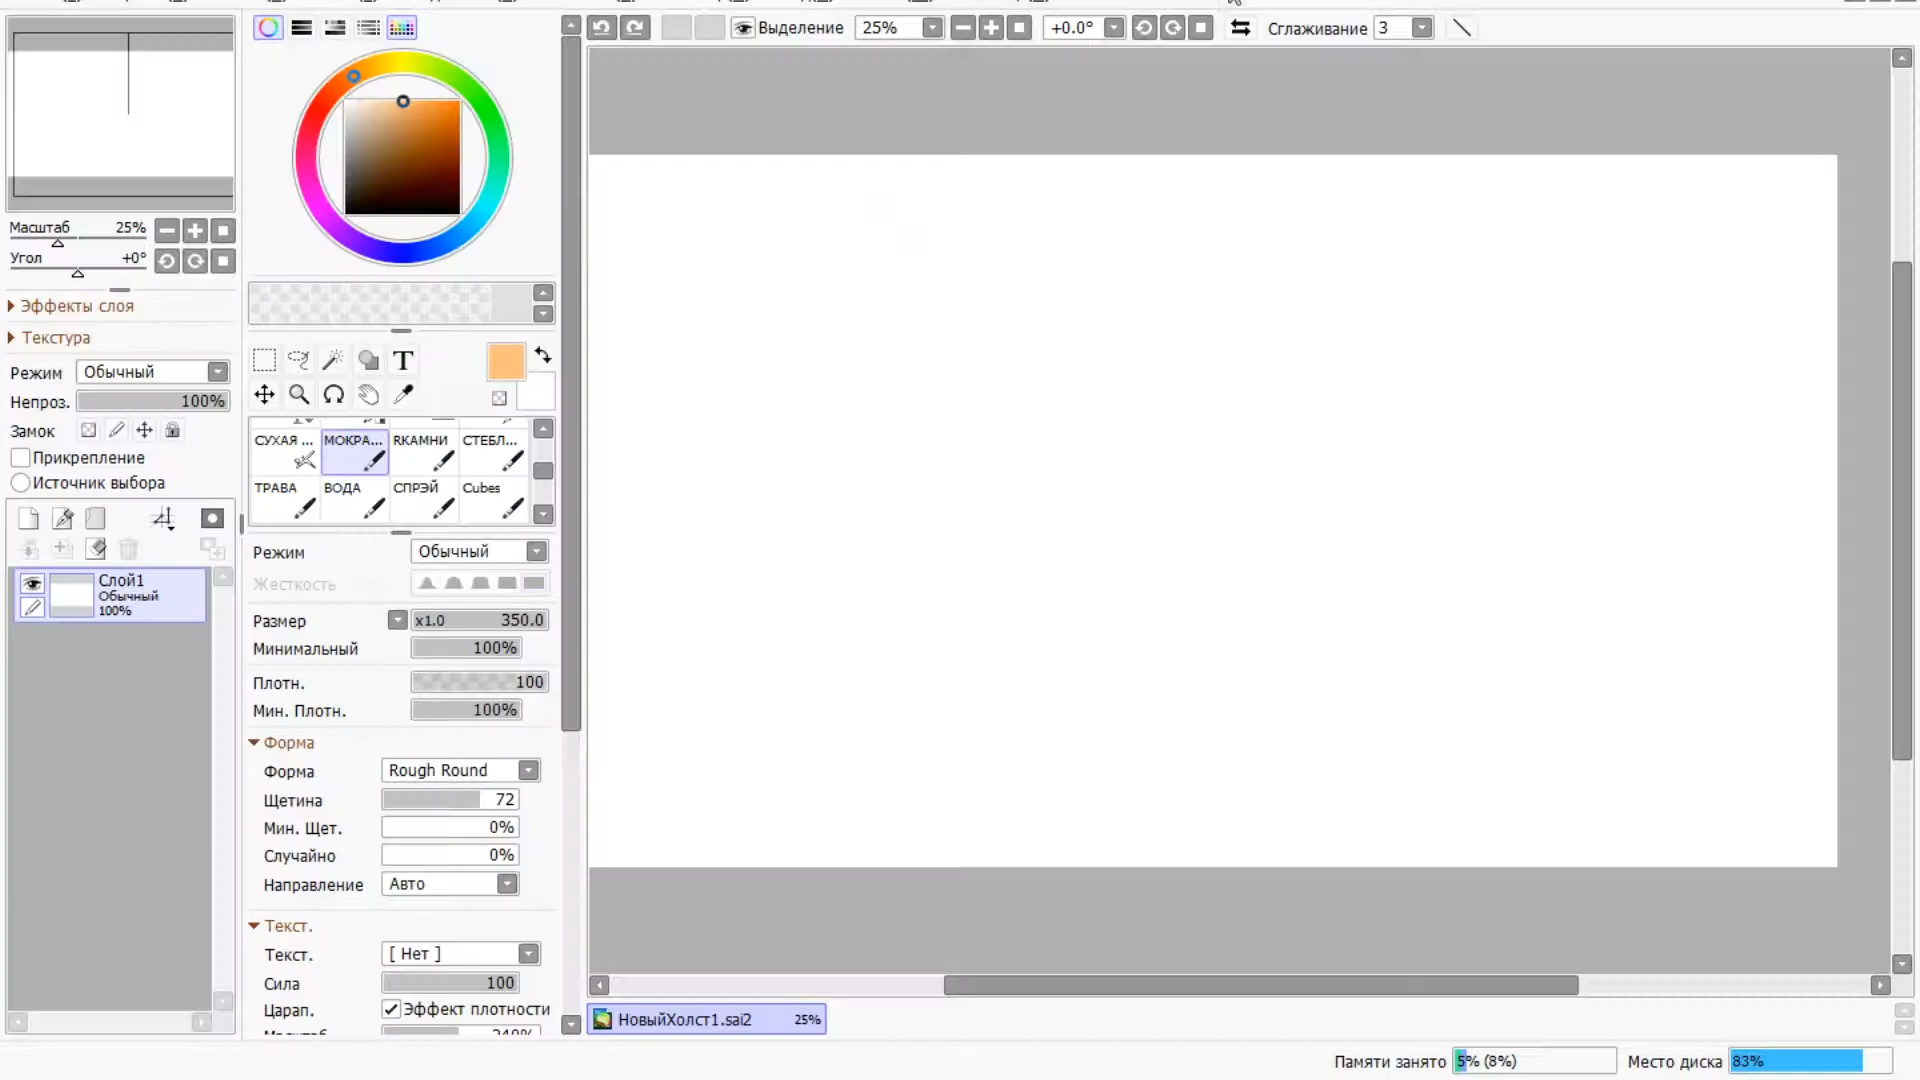 Выделение 25% +0.0° Сглаживание 3
Масштаб 25%
Угол +0°
Эффекты слоя
Текстура
Режим Обычный
Непроз. 100%
Замок
Прикрепление
Источник выбора
Слой1
Обычный
100%
T
СУХАЯ ... МОКРА... RКАМНИ СТЕБЛ...
ТРАВА ВОДА СПРЭЙ Cubes
Режим Обычный
Жесткость
Размер x1.0 350.0
Минимальный 100%
Плотн. 100
Мин. Плотн. 100%
Форма
Форма Rough Round
Щетина 72
Мин. Щет. 0%
Случайно 0%
Направление Авто
Текст.
Текст. [ Нет ]
Сила 100
Царап. Эффект плотности
НовыйХолст1.sai2 25%
Памяти занято 5% (8%) Место диска 83%